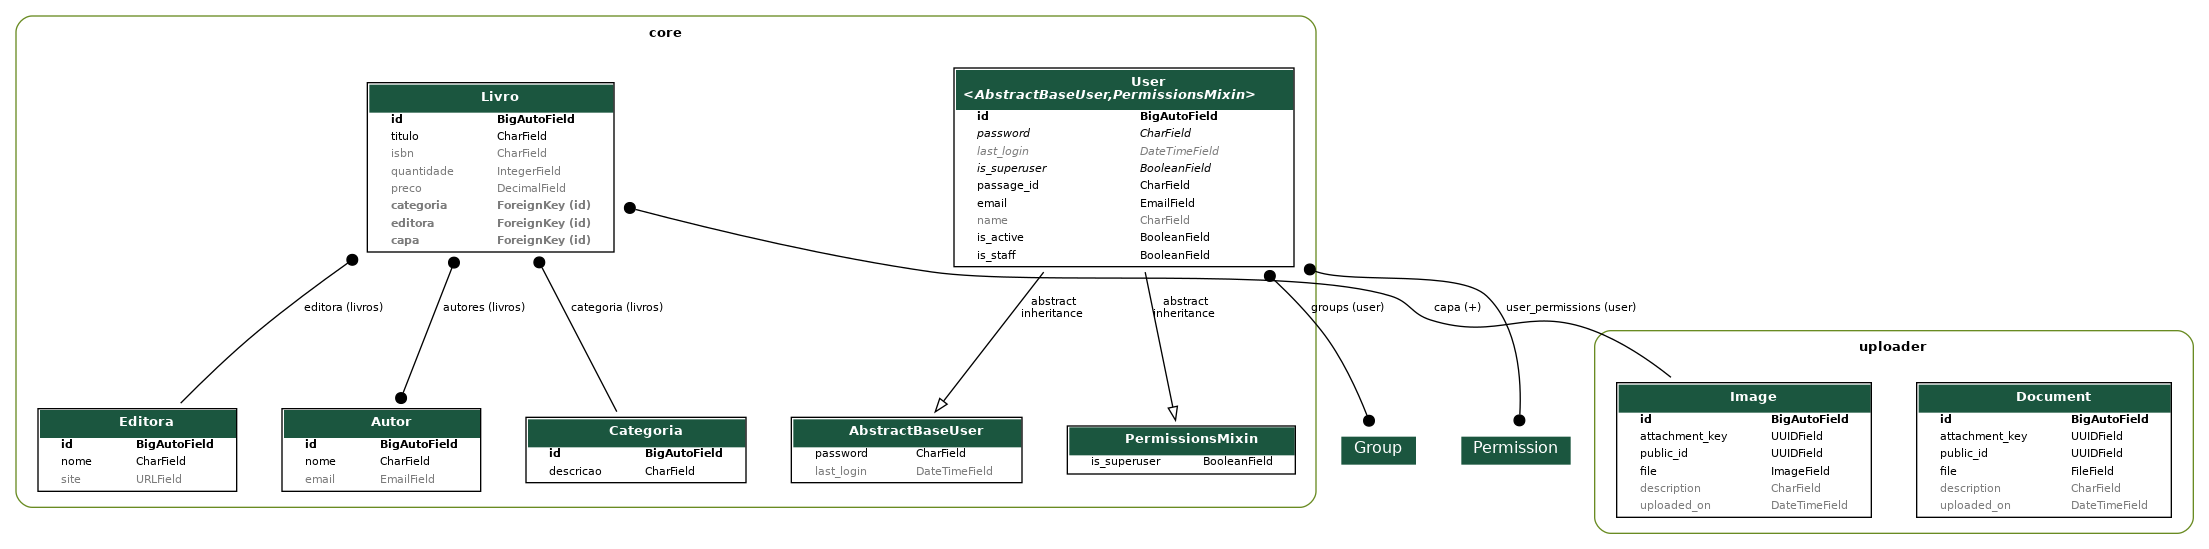 core
Livro
id BigAutoField
titulo CharField
isbn CharField
quantidade IntegerField
preco DecimalField
categoria ForeignKey (id)
editora ForeignKey (id)
capa ForeignKey (id)
User
<AbstractBaseUser,PermissionsMixin>
id BigAutoField
password CharField
last_login DateTimeField
is_superuser BooleanField
passage_id CharField
email EmailField
name CharField
is_active BooleanField
is_staff BooleanField
editora (livros)
autores (livros)
categoria (livros)
abstract
inheritance
abstract
inheritance
groups (user)
capa (+)
user_permissions (user)
Editora
id BigAutoField
nome CharField
site URLField
Autor
id BigAutoField
nome CharField
email EmailField
Categoria
id BigAutoField
descricao CharField
AbstractBaseUser
password CharField
last_login DateTimeField
PermissionsMixin
is_superuser BooleanField
Group
Permission
uploader
Image
id BigAutoField
attachment_key UUIDField
public_id UUIDField
file ImageField
description CharField
uploaded_on DateTimeField
Document
id BigAutoField
attachment_key UUIDField
public_id UUIDField
file FileField
description CharField
uploaded_on DateTimeField